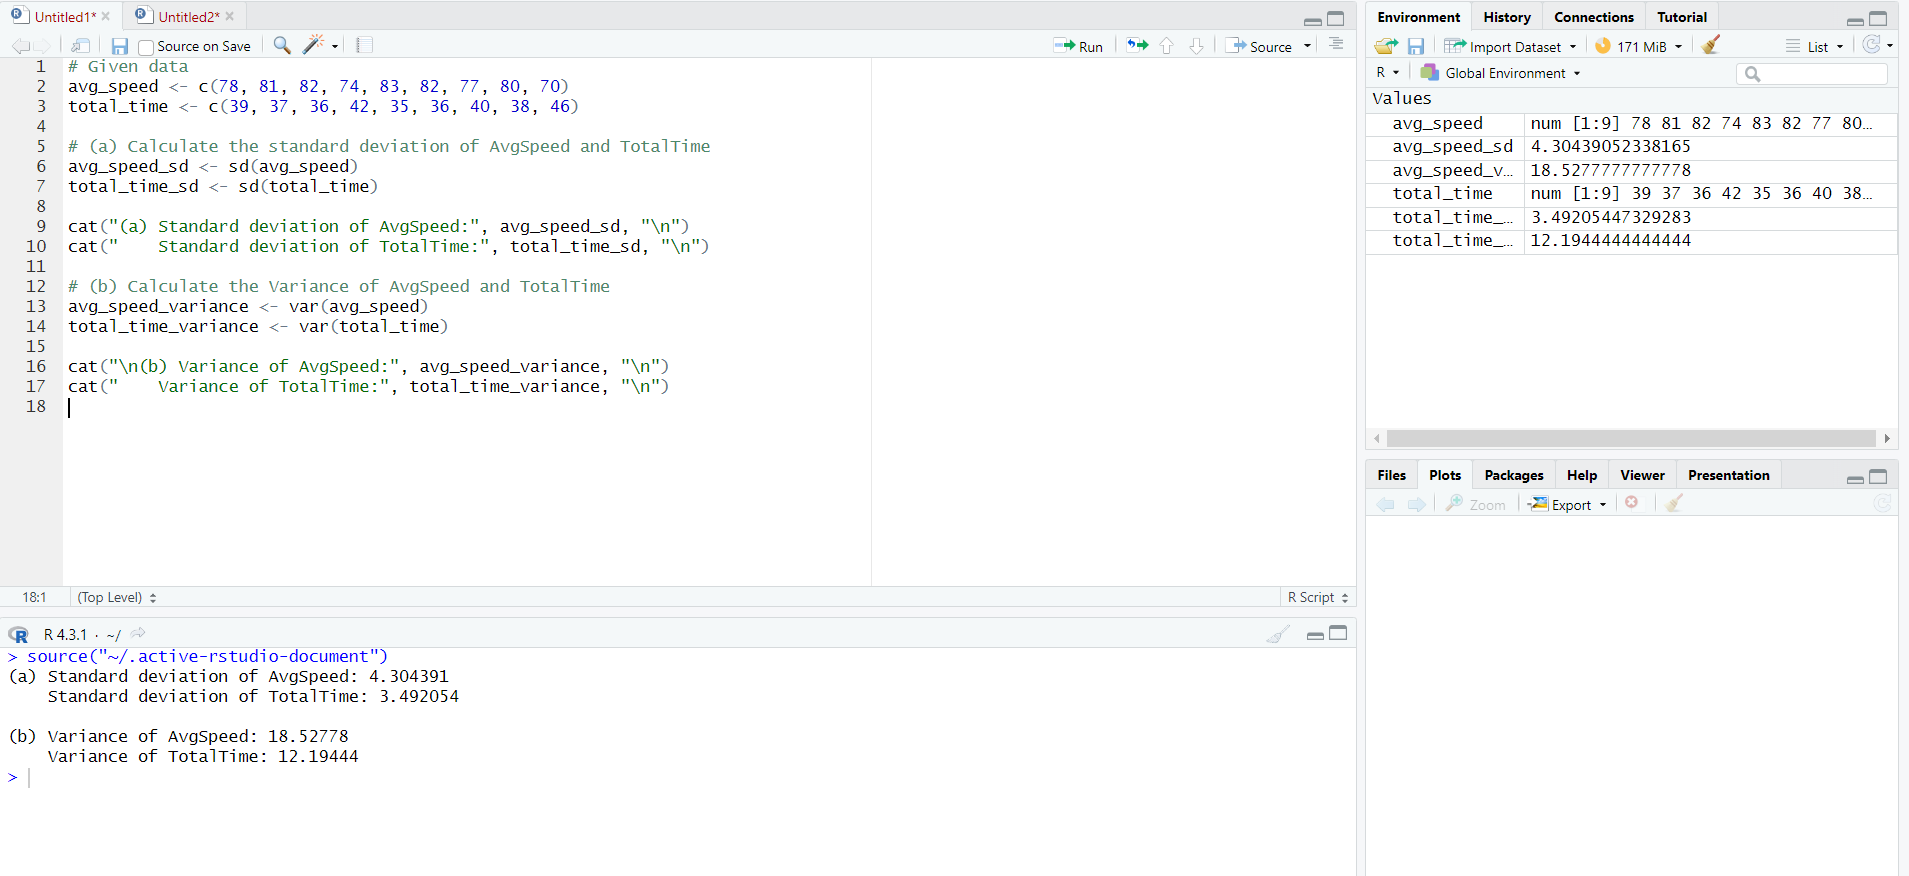 Untitled1* Untitled2*
Source on Save Run Source
1 # Given data
2 avg_speed <- c(78, 81, 82, 74, 83, 82, 77, 80, 70)
3 total_time <- c(39, 37, 36, 42, 35, 36, 40, 38, 46)
4
5 # (a) Calculate the standard deviation of AvgSpeed and TotalTime
6 avg_speed_sd <- sd(avg_speed)
7 total_time_sd <- sd(total_time)
8
9 cat("(a) Standard deviation of AvgSpeed:", avg_speed_sd, "\n")
10 cat("    Standard deviation of TotalTime:", total_time_sd, "\n")
11
12 # (b) Calculate the Variance of AvgSpeed and TotalTime
13 avg_speed_variance <- var(avg_speed)
14 total_time_variance <- var(total_time)
15
16 cat("\n(b) Variance of AvgSpeed:", avg_speed_variance, "\n")
17 cat("    Variance of TotalTime:", total_time_variance, "\n")
18
18:1 (Top Level) R Script
R 4.3.1 · ~/
> source("~/.active-rstudio-document")
(a) Standard deviation of AvgSpeed: 4.304391
    Standard deviation of TotalTime: 3.492054

(b) Variance of AvgSpeed: 18.52778
    Variance of TotalTime: 12.19444
>
Environment History Connections Tutorial
Import Dataset 171 MiB List
R Global Environment
Values
avg_speed num [1:9] 78 81 82 74 83 82 77 80…
avg_speed_sd 4.30439052338165
avg_speed_v… 18.5277777777778
total_time num [1:9] 39 37 36 42 35 36 40 38…
total_time_… 3.49205447329283
total_time_… 12.1944444444444
Files Plots Packages Help Viewer Presentation
Zoom Export